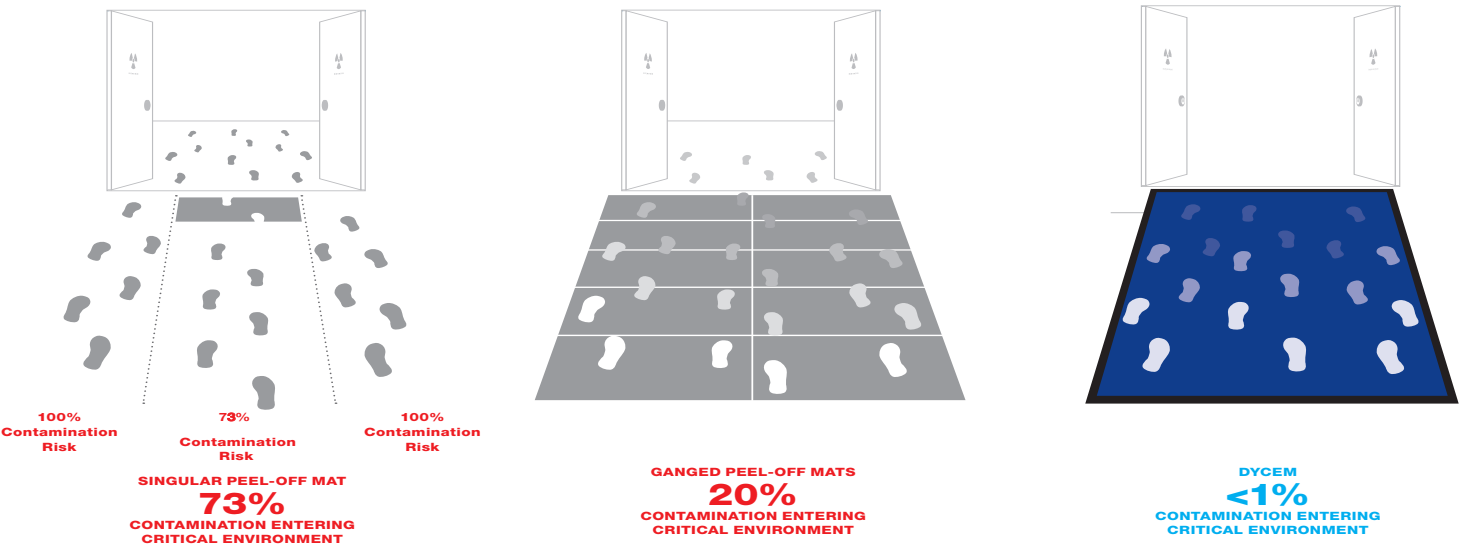 100%
Contamination
Risk
73%
Contamination
Risk
100%
Contamination
Risk
SINGULAR PEEL-OFF MAT
73%
CONTAMINATION ENTERING
CRITICAL ENVIRONMENT
GANGED PEEL-OFF MATS
20%
CONTAMINATION ENTERING
CRITICAL ENVIRONMENT
DYCEM
<1%
CONTAMINATION ENTERING
CRITICAL ENVIRONMENT